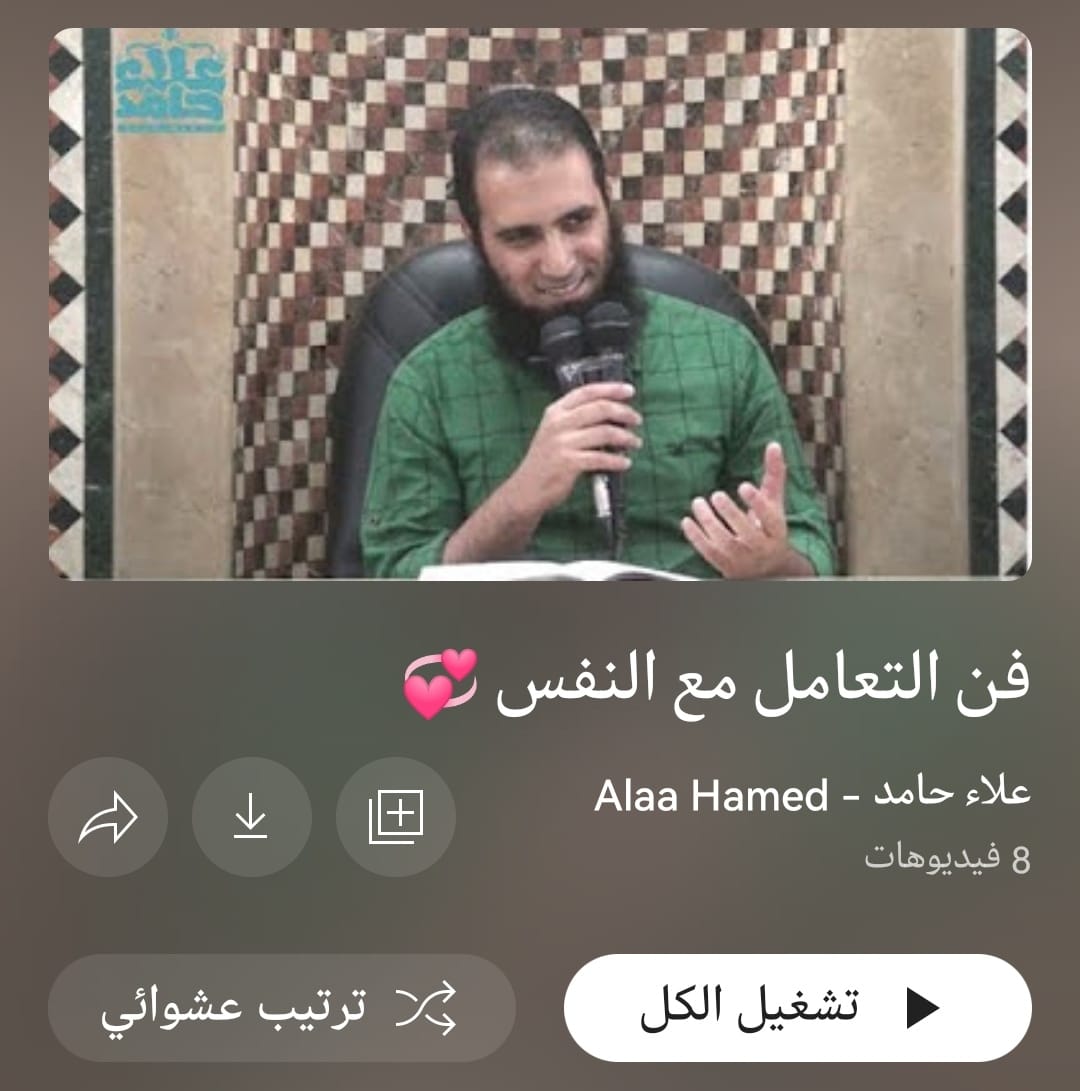 علاء حامد
فن التعامل مع النفس 💞
علاء حامد – Alaa Hamed
8 فيديوهات
تشغيل الكل
ترتيب عشوائي